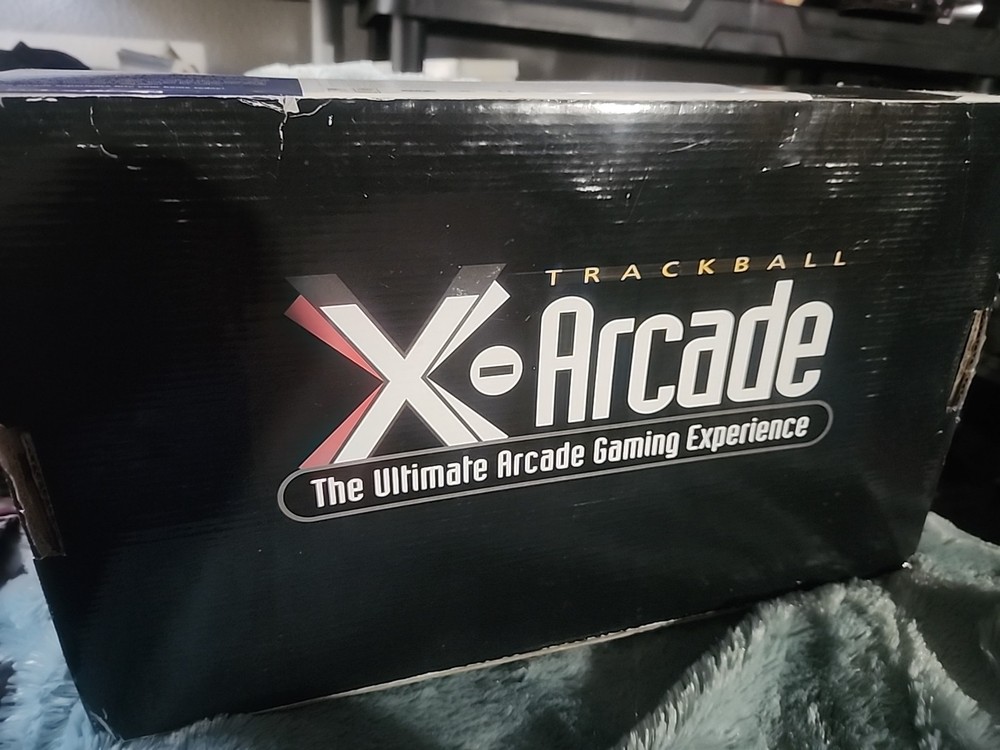 TRACKBALL
X-Arcade
The Ultimate Arcade Gaming Experience